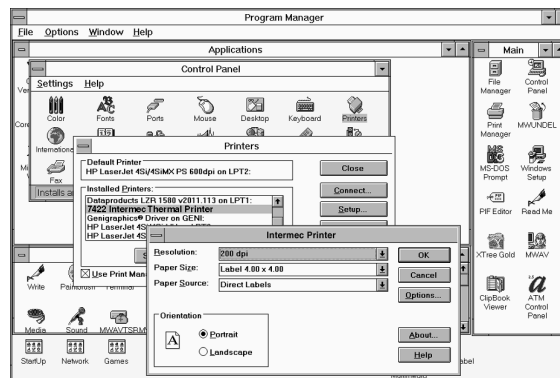 Program Manager
File Options Window Help
Applications
Main
Control Panel
Settings Help
Color Fonts Ports Mouse Desktop Keyboard Printers
Fax
Printers
Default Printer
HP LaserJet 4Si/4SiMX PS 600dpi on LPT2:
Installed Printers:
Dataproducts LZR 1580 v2011.113 on LPT1:
7422 Intermec Thermal Printer
Genigraphics® Driver on GENI:
HP LaserJet 4Si
HP LaserJet 4S
Close
Connect...
Setup...
Use Print Man
Intermec Printer
Resolution: 200 dpi
Paper Size: Label 4.00 x 4.00
Paper Source: Direct Labels
Orientation
Portrait
Landscape
OK
Cancel
Options...
About...
Help
File Manager
Control Panel
Print Manager
MWUNDEL
MS-DOS Prompt
Windows Setup
PIF Editor
Read Me
XTree Gold
MWAV
ClipBook Viewer
ATM Control Panel
Write
Media Sound
StartUp Network Games